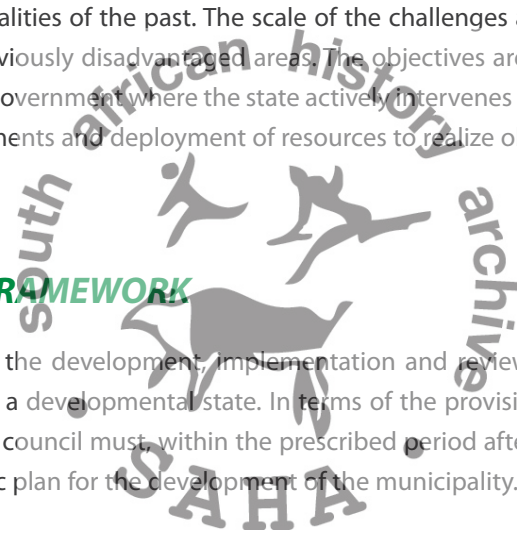 alities of the past. The scale of the challenges
viously disadvantaged areas. The objectives are
overnment where the state actively intervenes
ments and deployment of resources to realize
RAMEWORK
the development, implementation and review
a developmental state. In terms of the
council must, within the prescribed period
plan for the development of the municipality.
south african history archive
SAHA